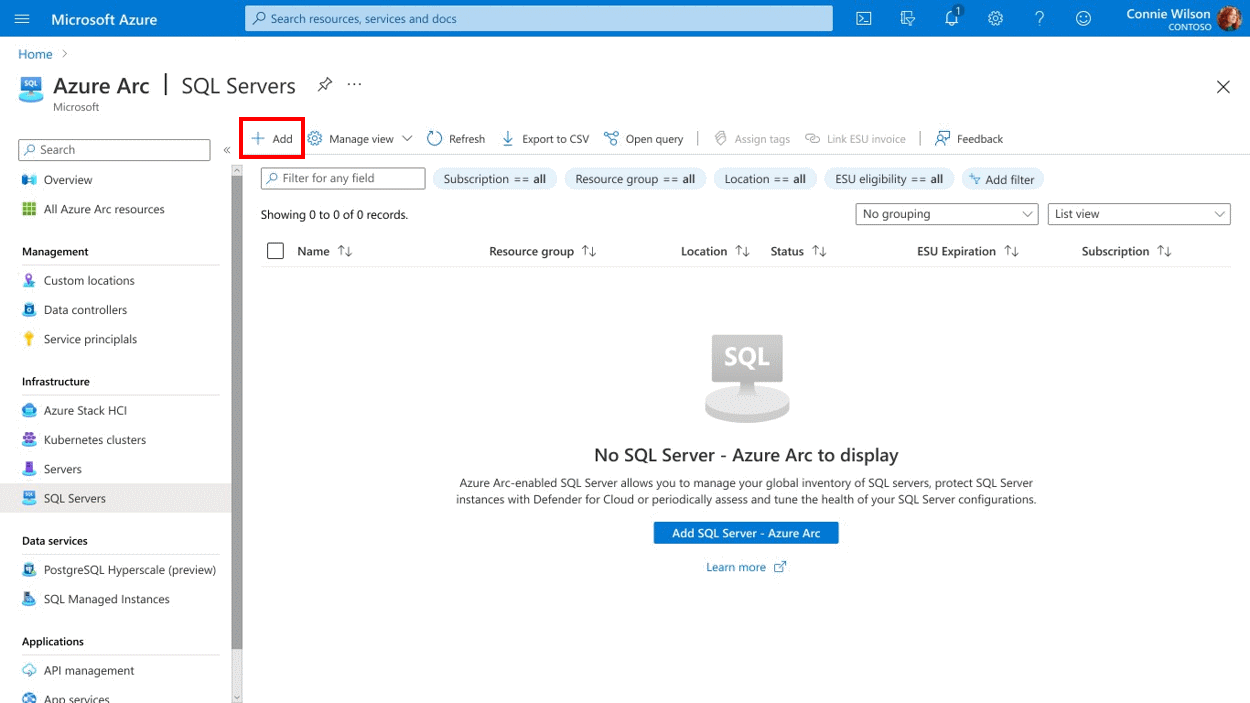 Microsoft Azure
Search resources, services and docs
1
Connie Wilson
CONTOSO
Home
SQL
Azure Arc | SQL Servers
Microsoft
Search
«
Overview
All Azure Arc resources
Management
Custom locations
Data controllers
Service principals
Infrastructure
Azure Stack HCI
Kubernetes clusters
Servers
SQL Servers
Data services
PostgreSQL Hyperscale (preview)
SQL Managed Instances
Applications
API management
App services
Add
Manage view
Refresh
Export to CSV
Open query
Assign tags
Link ESU invoice
Feedback
Filter for any field
Subscription == all
Resource group == all
Location == all
ESU eligibility == all
Add filter
Showing 0 to 0 of 0 records.
No grouping
List view
Name
Resource group
Location
Status
ESU Expiration
Subscription
SQL
No SQL Server - Azure Arc to display
Azure Arc-enabled SQL Server allows you to manage your global inventory of SQL servers, protect SQL Server
instances with Defender for Cloud or periodically assess and tune the health of your SQL Server configurations.
Add SQL Server - Azure Arc
Learn more